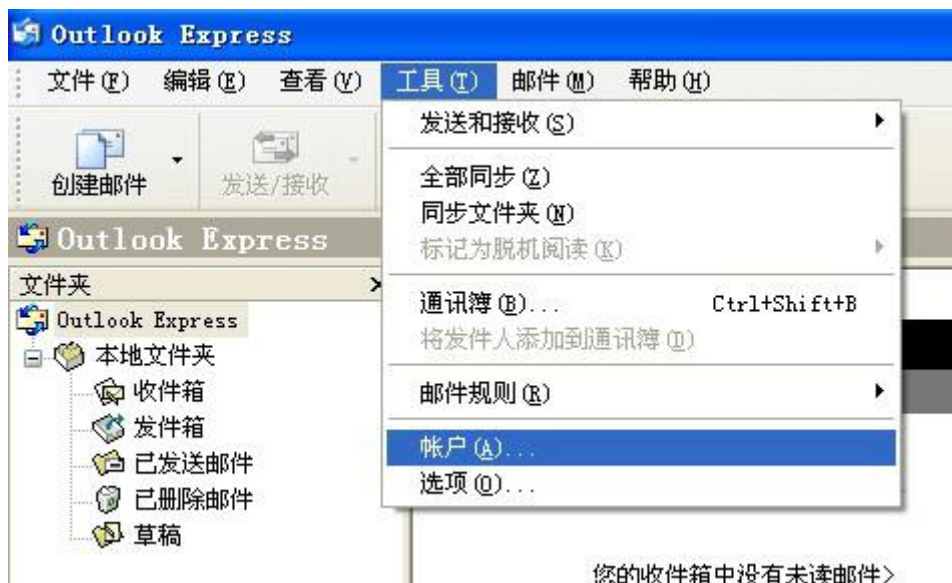 Outlook Express
文件(F) 编辑(E) 查看(V) 工具(T) 邮件(M) 帮助(H)
发送和接收(S)
创建邮件 发送/接收
全部同步(Z)
同步文件夹(N)
标记为脱机阅读(K)
Outlook Express
文件夹
通讯簿(B)... Ctrl+Shift+B
将发件人添加到通讯簿(D)
邮件规则(R)
帐户(A)...
选项(O)...
Outlook Express
本地文件夹
收件箱
发件箱
已发送邮件
已删除邮件
草稿
您的收件箱中没有未读邮件>